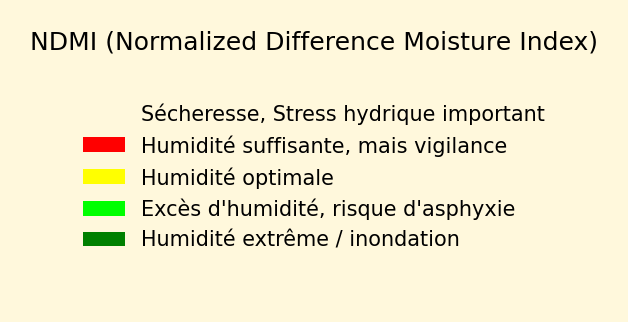 NDMI (Normalized Difference Moisture Index)
Sécheresse, Stress hydrique important
Humidité suffisante, mais vigilance
Humidité optimale
Excès d'humidité, risque d'asphyxie
Humidité extrême / inondation